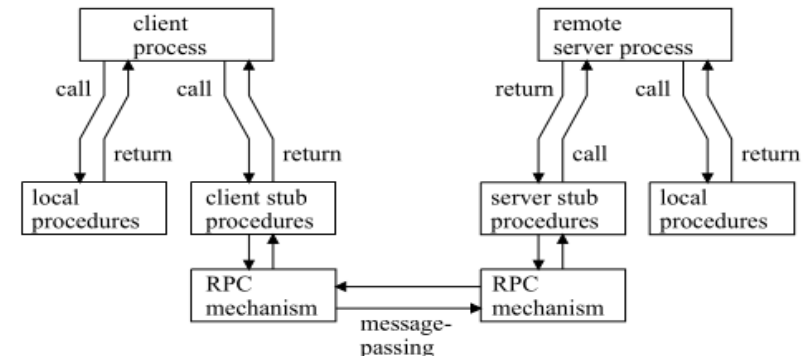 client
process
remote
server process
call
call
return
call
return
return
call
return
local
procedures
client stub
procedures
server stub
procedures
local
procedures
RPC
mechanism
RPC
mechanism
message-
passing